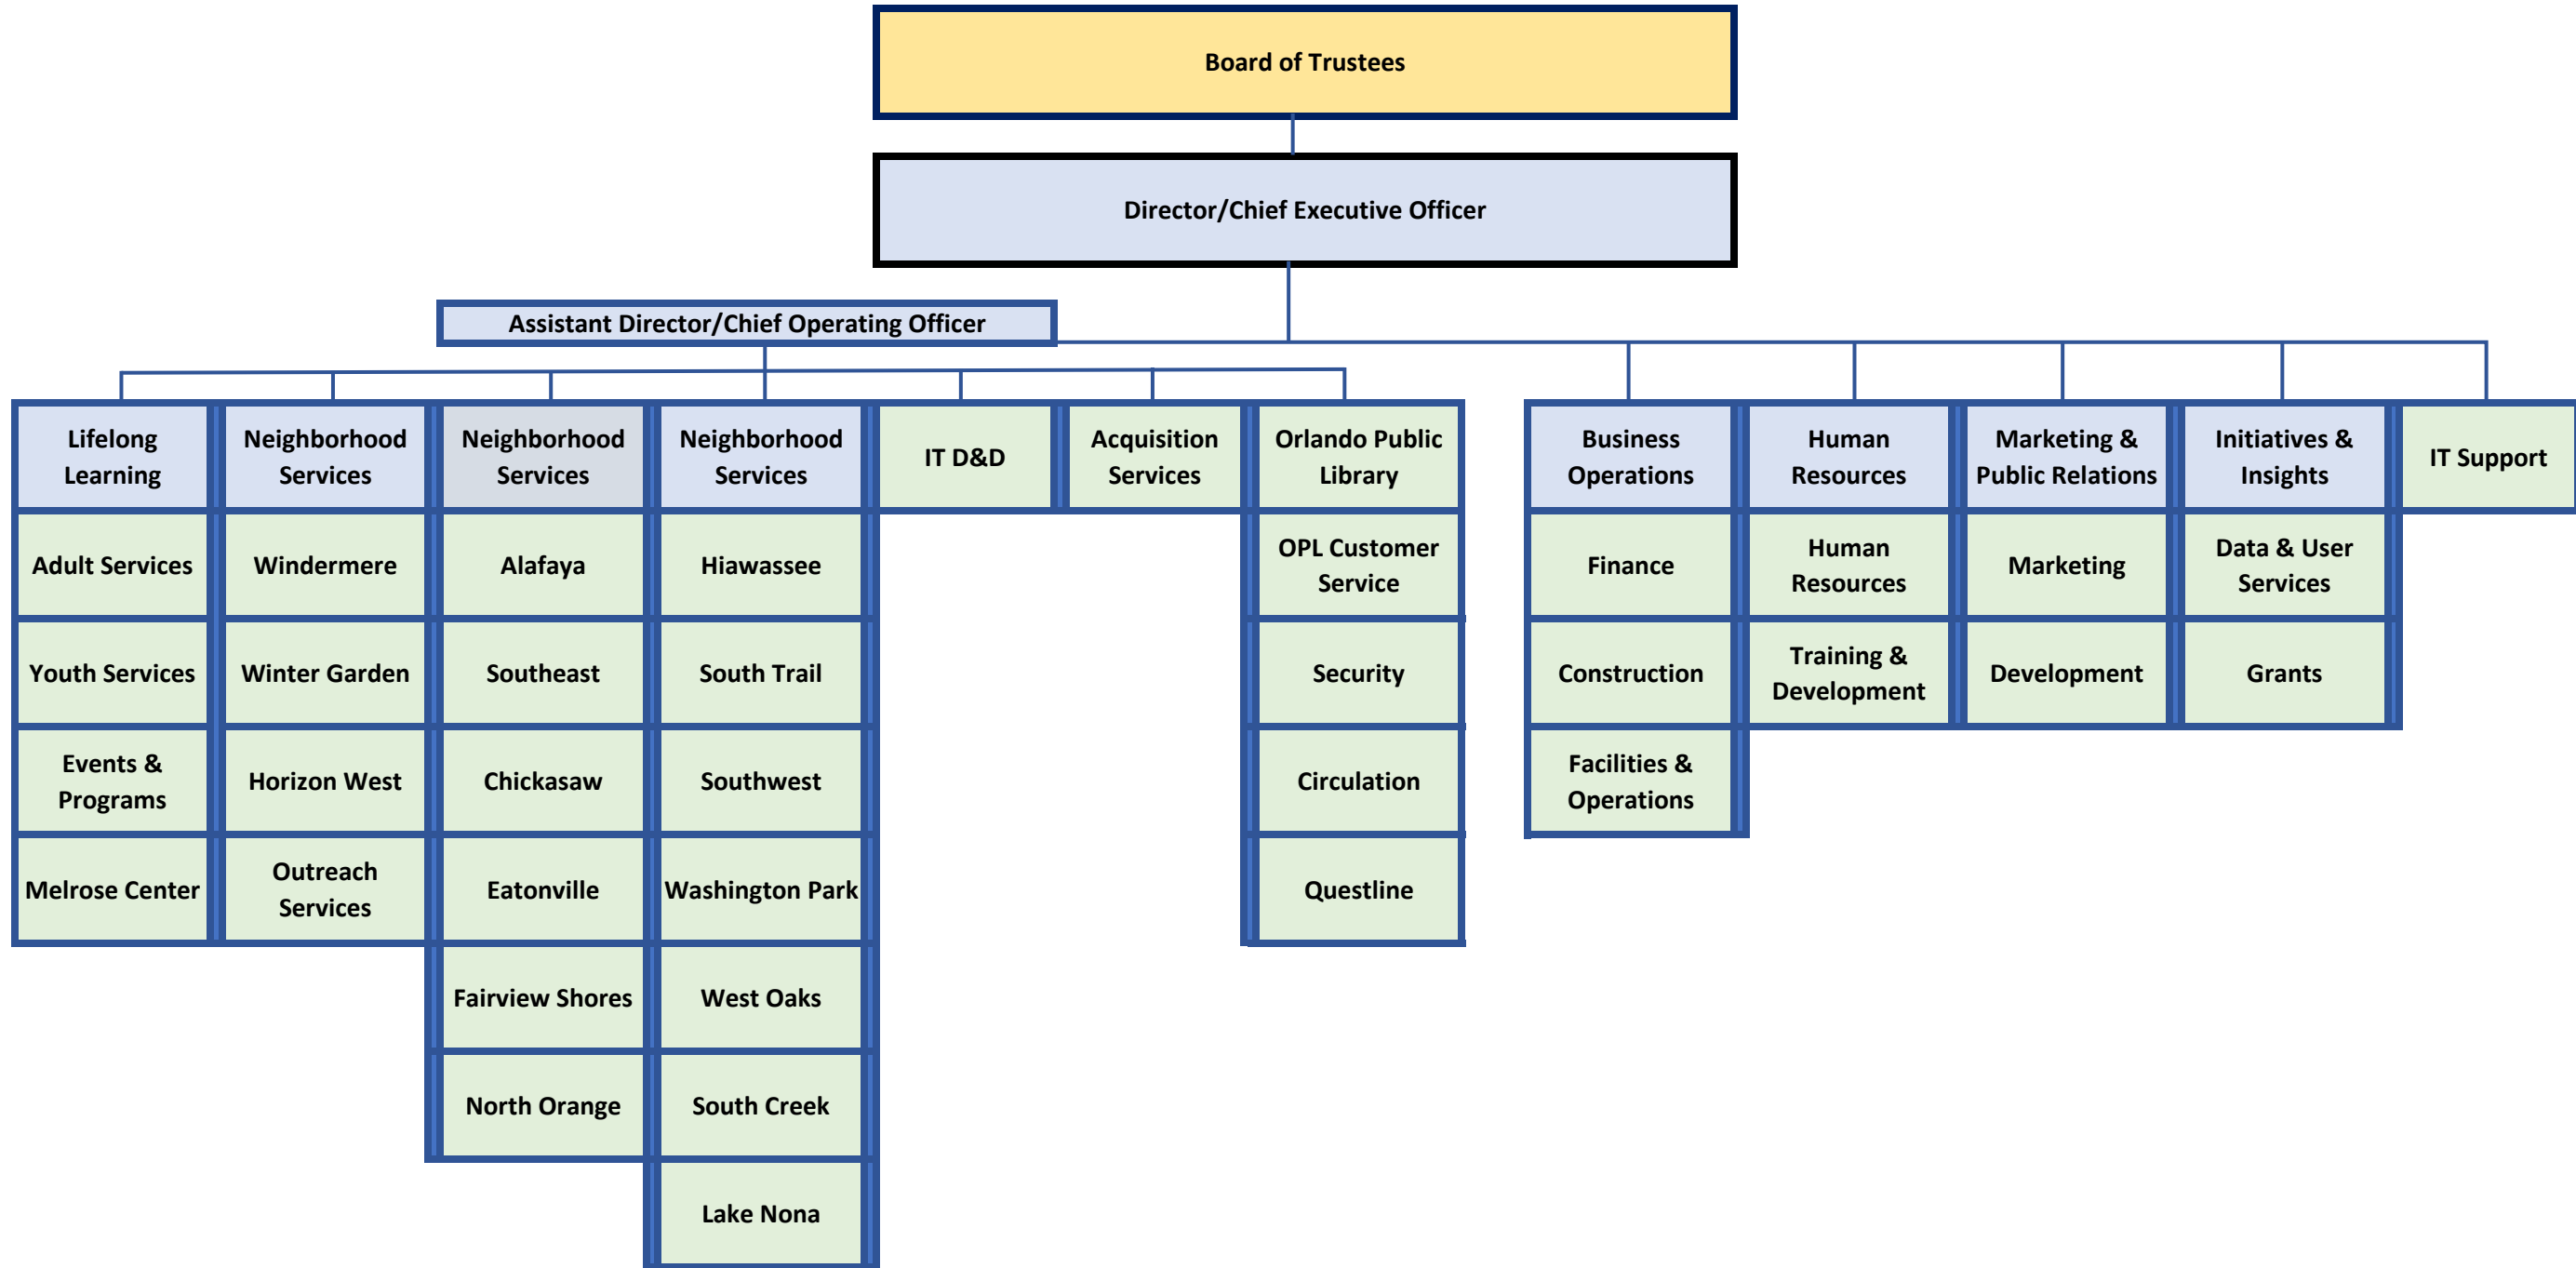 Board of Trustees
Director/Chief Executive Officer
Assistant Director/Chief Operating Officer
Lifelong
Learning
Neighborhood
Services
Neighborhood
Services
Neighborhood
Services
IT D&D
Acquisition
Services
Orlando Public
Library
Business
Operations
Human
Resources
Marketing &
Public Relations
Initiatives &
Insights
IT Support
Adult Services
Windermere
Alafaya
Hiawassee
OPL Customer
Service
Finance
Human
Resources
Marketing
Data & User
Services
Youth Services
Winter Garden
Southeast
South Trail
Security
Construction
Training &
Development
Development
Grants
Events &
Programs
Horizon West
Chickasaw
Southwest
Circulation
Facilities &
Operations
Melrose Center
Outreach
Services
Eatonville
Washington Park
Questline
Fairview Shores
West Oaks
North Orange
South Creek
Lake Nona